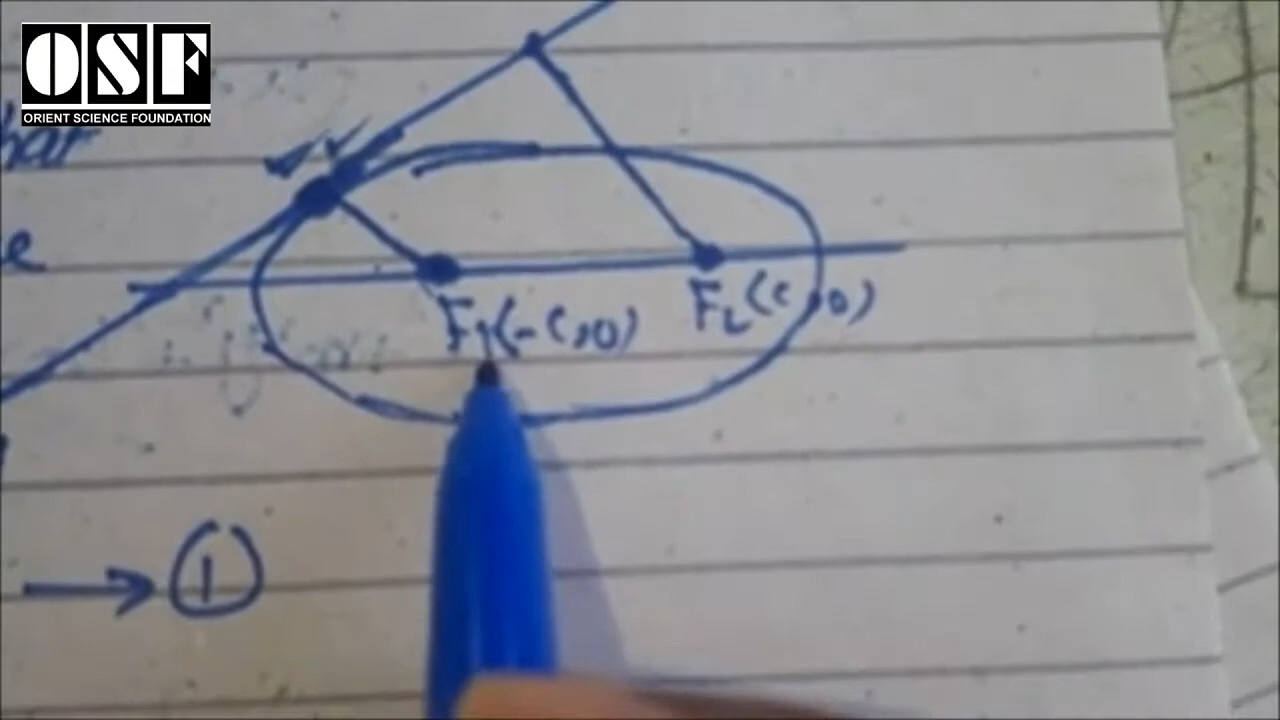 OSF
ORIENT SCIENCE FOUNDATION
F₁(-c,0)
F₂(c,0)
→ ①